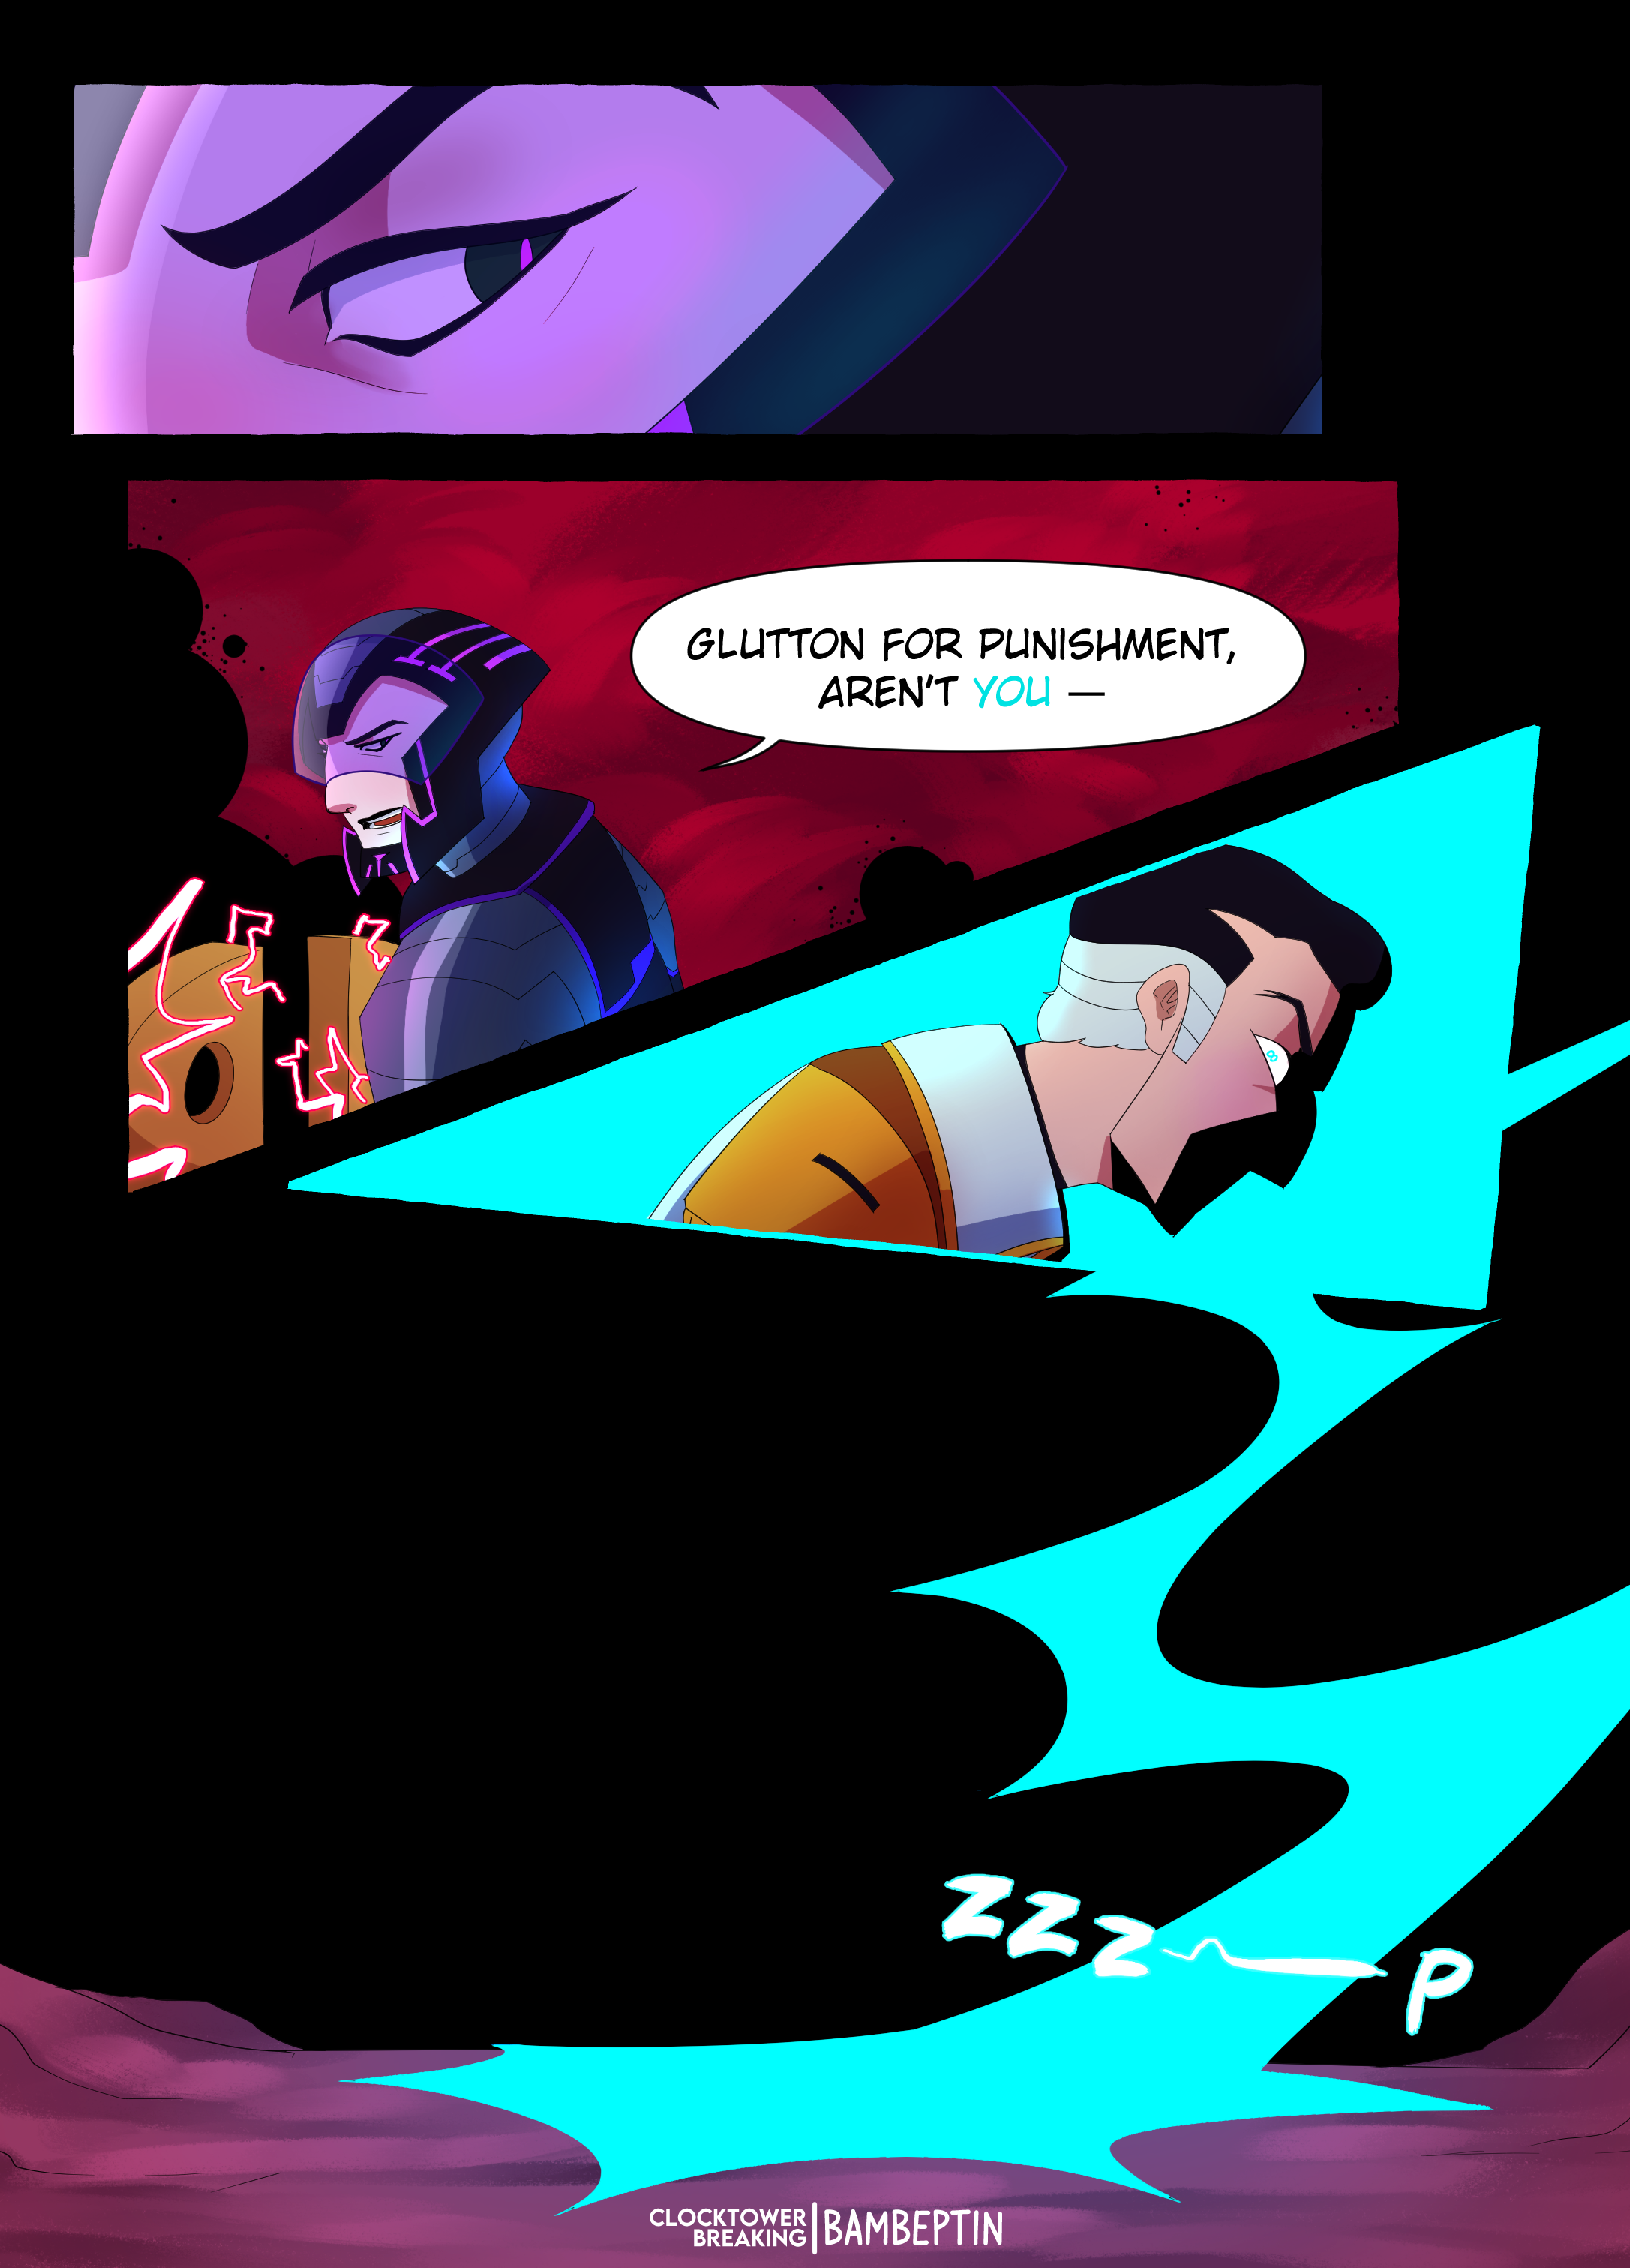 GLUTTON FOR PUNISHMENT,
AREN'T YOU —
ZZZ P
CLOCKTOWER
BREAKING|BAMBEPTIN